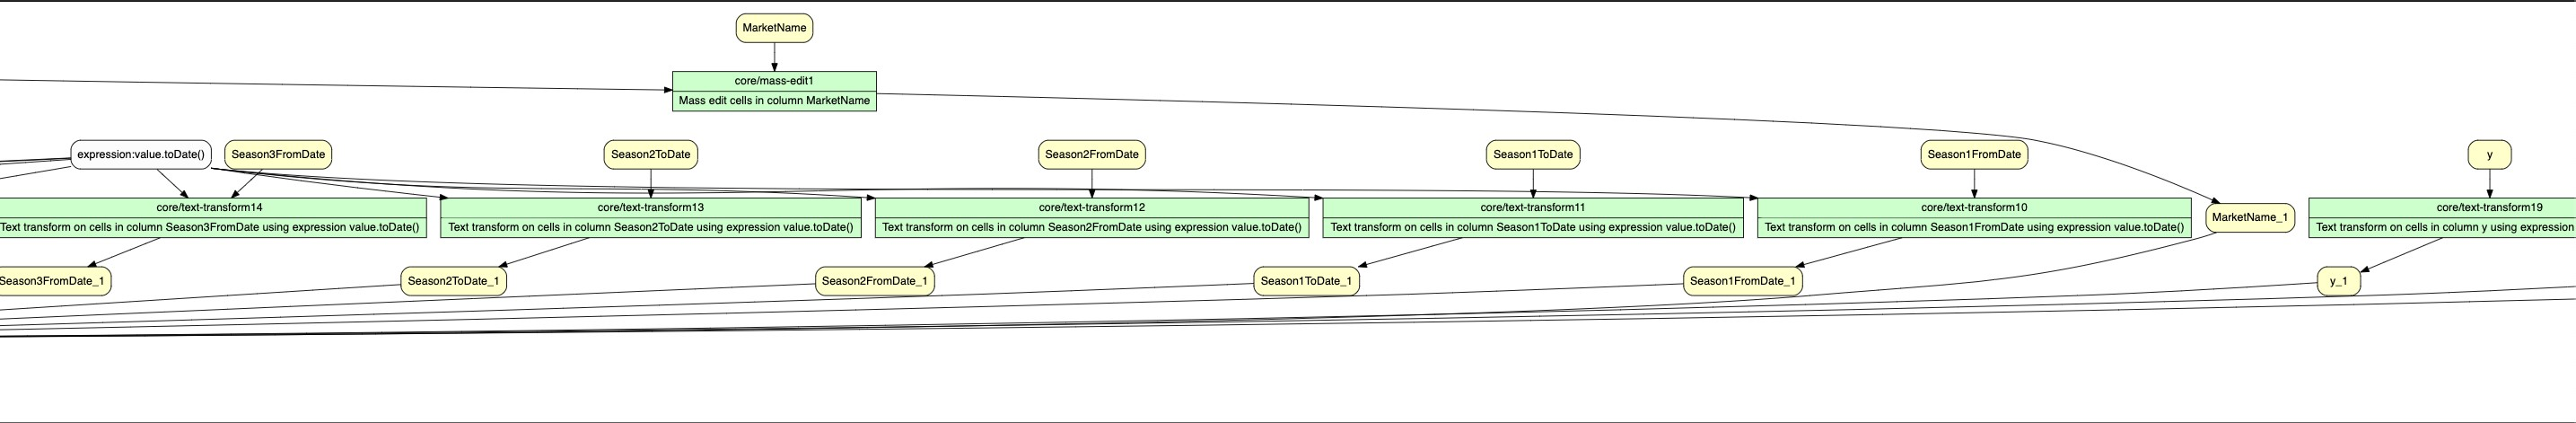 MarketName
core/mass-edit1
Mass edit cells in column MarketName
expression:value.toDate()
Season3FromDate
Season2ToDate
Season2FromDate
Season1ToDate
Season1FromDate
y
core/text-transform14
Text transform on cells in column Season3FromDate using expression value.toDate()
core/text-transform13
Text transform on cells in column Season2ToDate using expression value.toDate()
core/text-transform12
Text transform on cells in column Season2FromDate using expression value.toDate()
core/text-transform11
Text transform on cells in column Season1ToDate using expression value.toDate()
core/text-transform10
Text transform on cells in column Season1FromDate using expression value.toDate()
MarketName_1
core/text-transform19
Text transform on cells in column y using expression
Season3FromDate_1
Season2ToDate_1
Season2FromDate_1
Season1ToDate_1
Season1FromDate_1
y_1